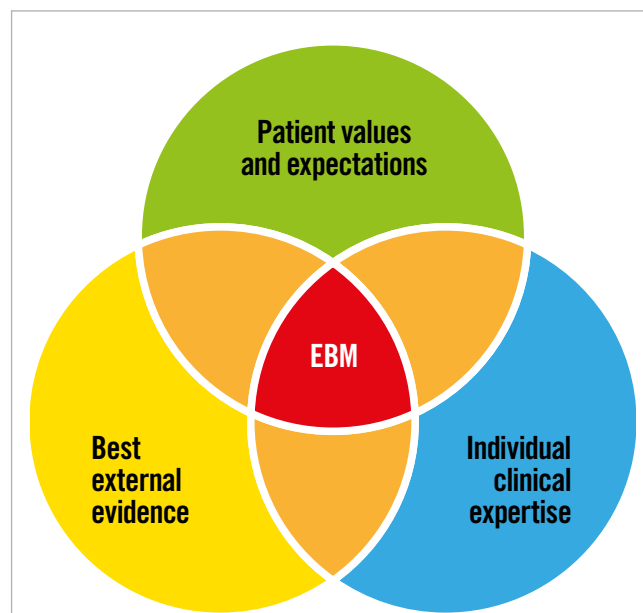 Patient values
and expectations
EBM
Best
external
evidence
Individual
clinical
expertise